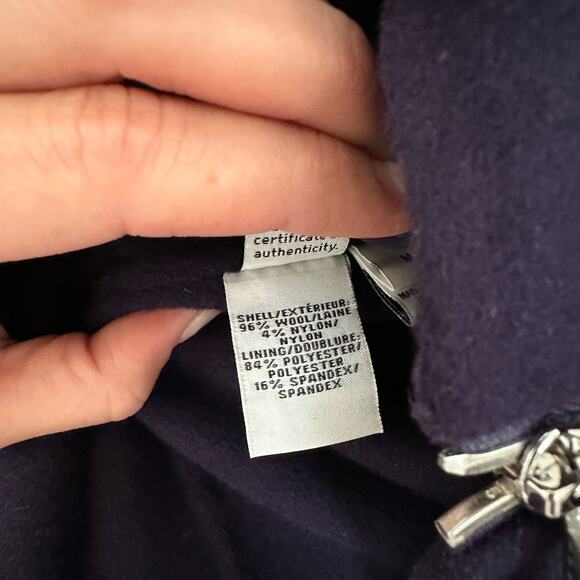 certificate
authenticity.
SHELL/EXTÉRIEUR:
96% WOOL/LAINE
4% NYLON/
NYLON
LINING/DOUBLURE:
84% POLYESTER/
POLYESTER
16% SPANDEX/
SPANDEX